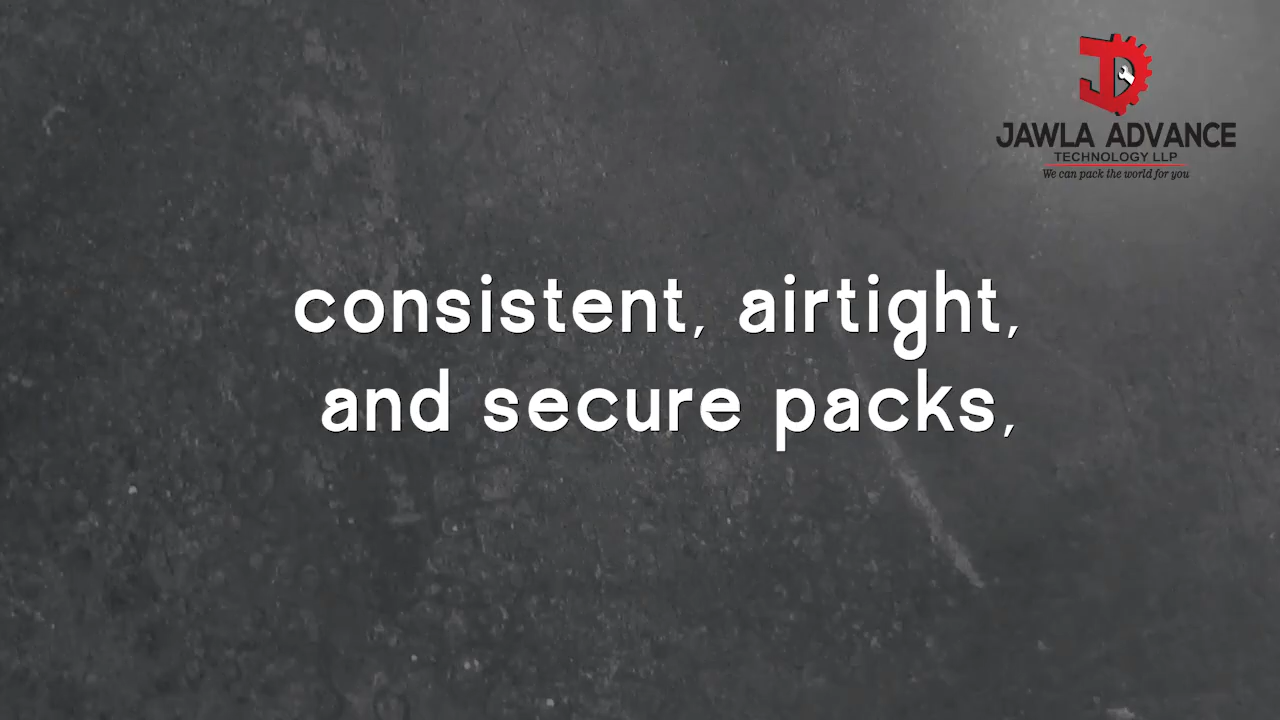 JAWLA ADVANCE
TECHNOLOGY LLP
We can pack the world for you
consistent, airtight,
and secure packs,